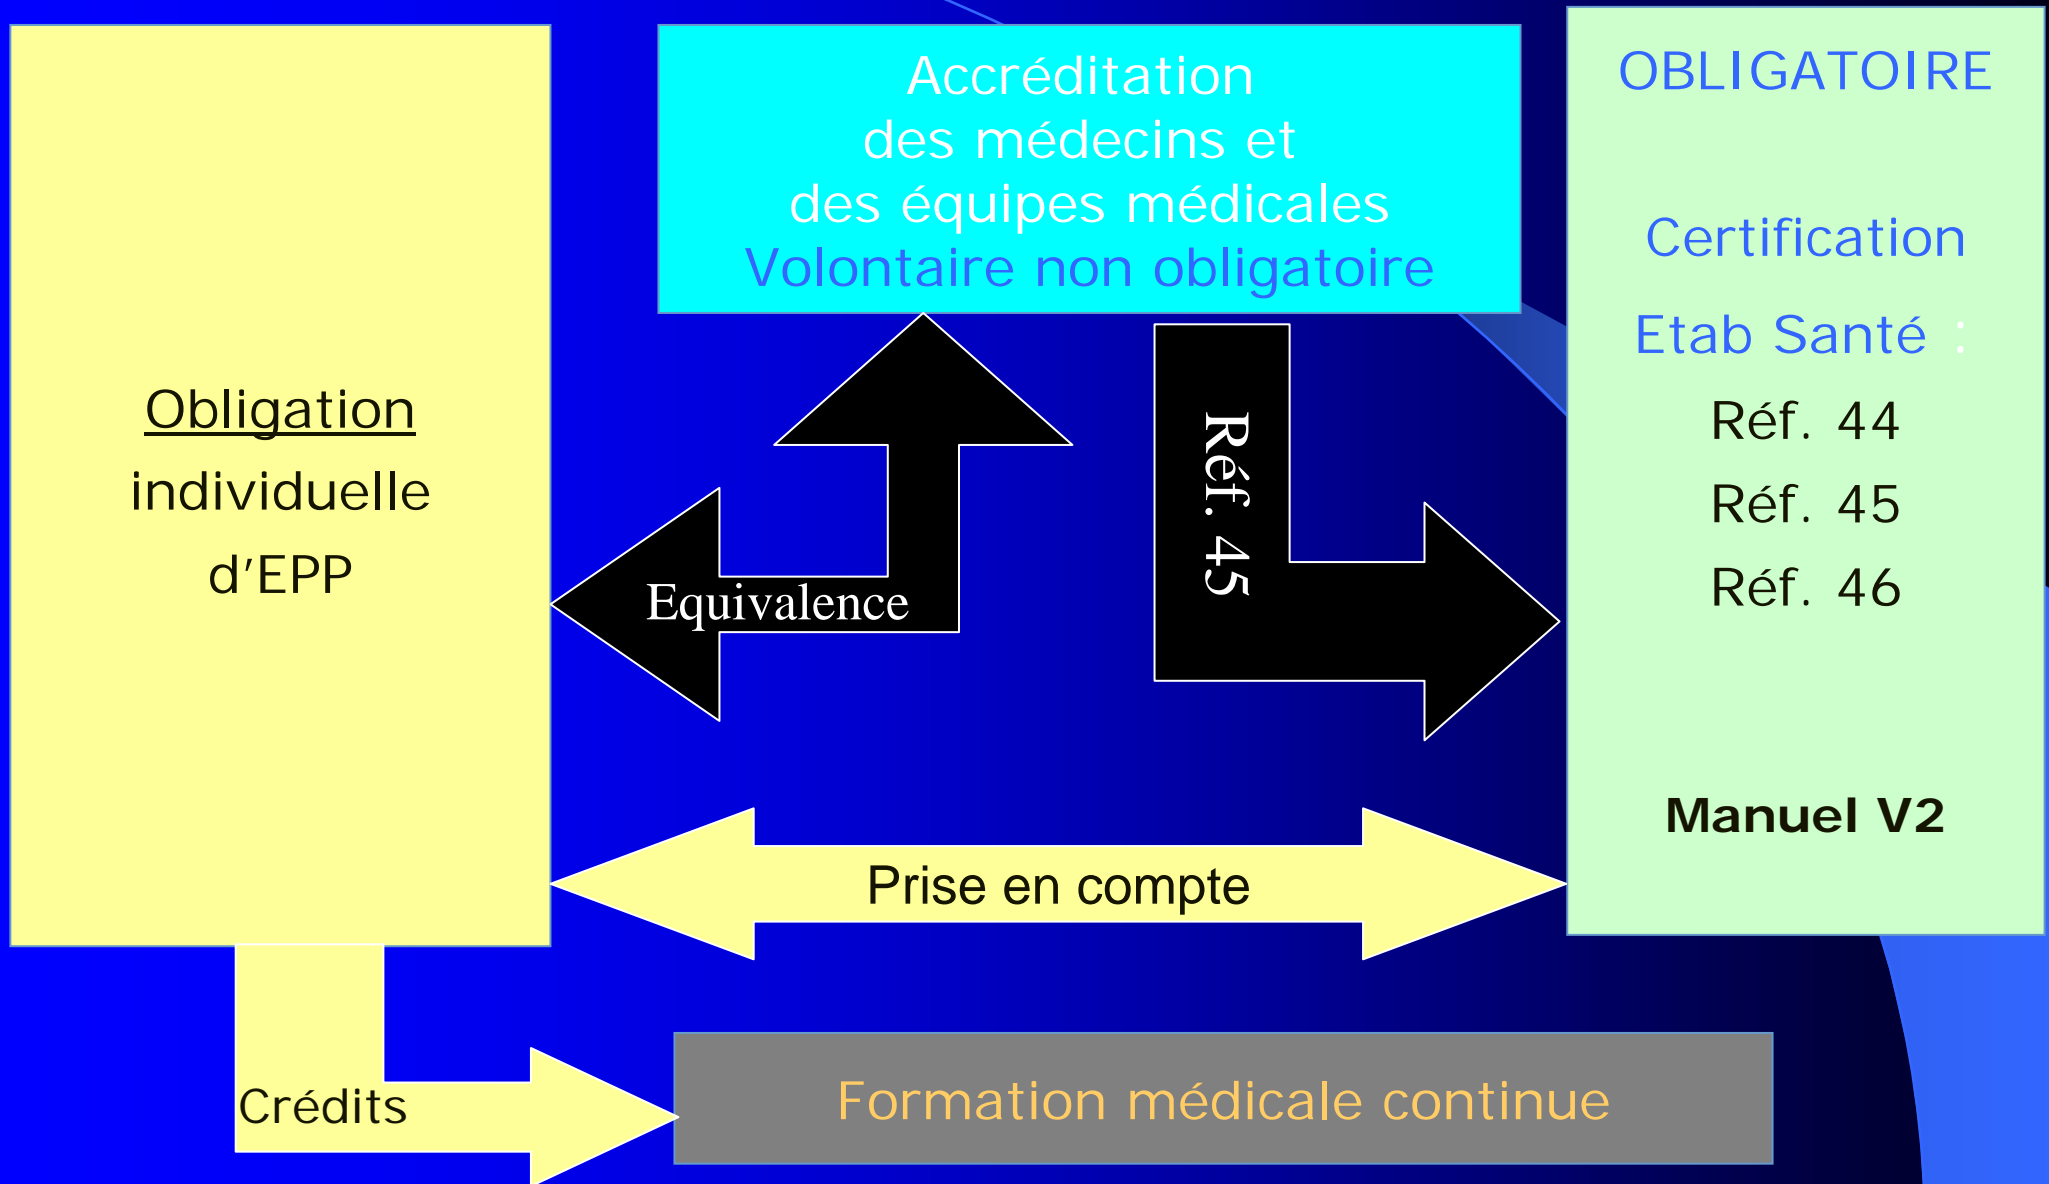 Obligation
individuelle
d’EPP
Accréditation
des médecins et
des équipes médicales
Volontaire non obligatoire
OBLIGATOIRE
Certification
Etab Santé :
Réf. 44
Réf. 45
Réf. 46
Manuel V2
Equivalence
Réf. 45
Prise en compte
Crédits
Formation médicale continue